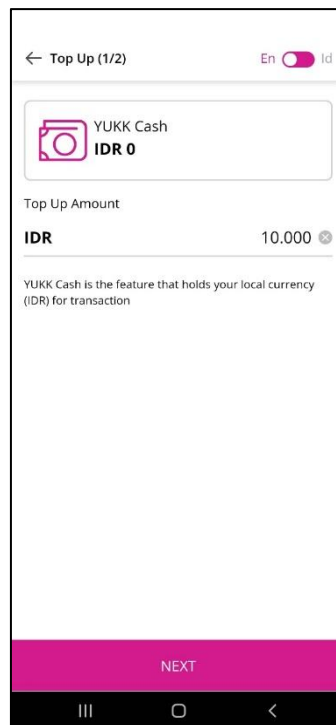 Top Up (1/2)
En Id
YUKK Cash
IDR 0
Top Up Amount
IDR 10.000
YUKK Cash is the feature that holds your local currency
(IDR) for transaction
NEXT